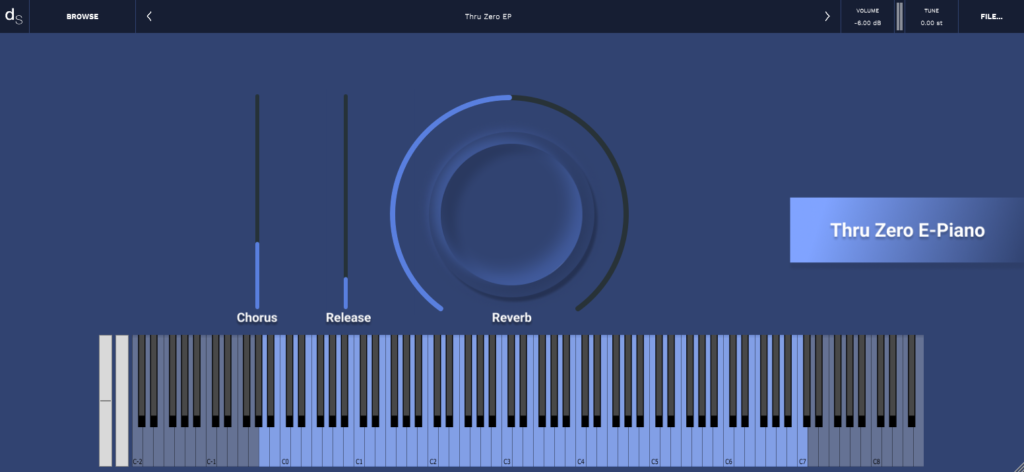 ds
BROWSE
Thru Zero EP
VOLUME
-6.00 dB
TUNE
0.00 st
FILE...
Thru Zero E-Piano
Chorus
Release
Reverb
C-2
C-1
C0
C1
C2
C3
C4
C5
C6
C7
C8